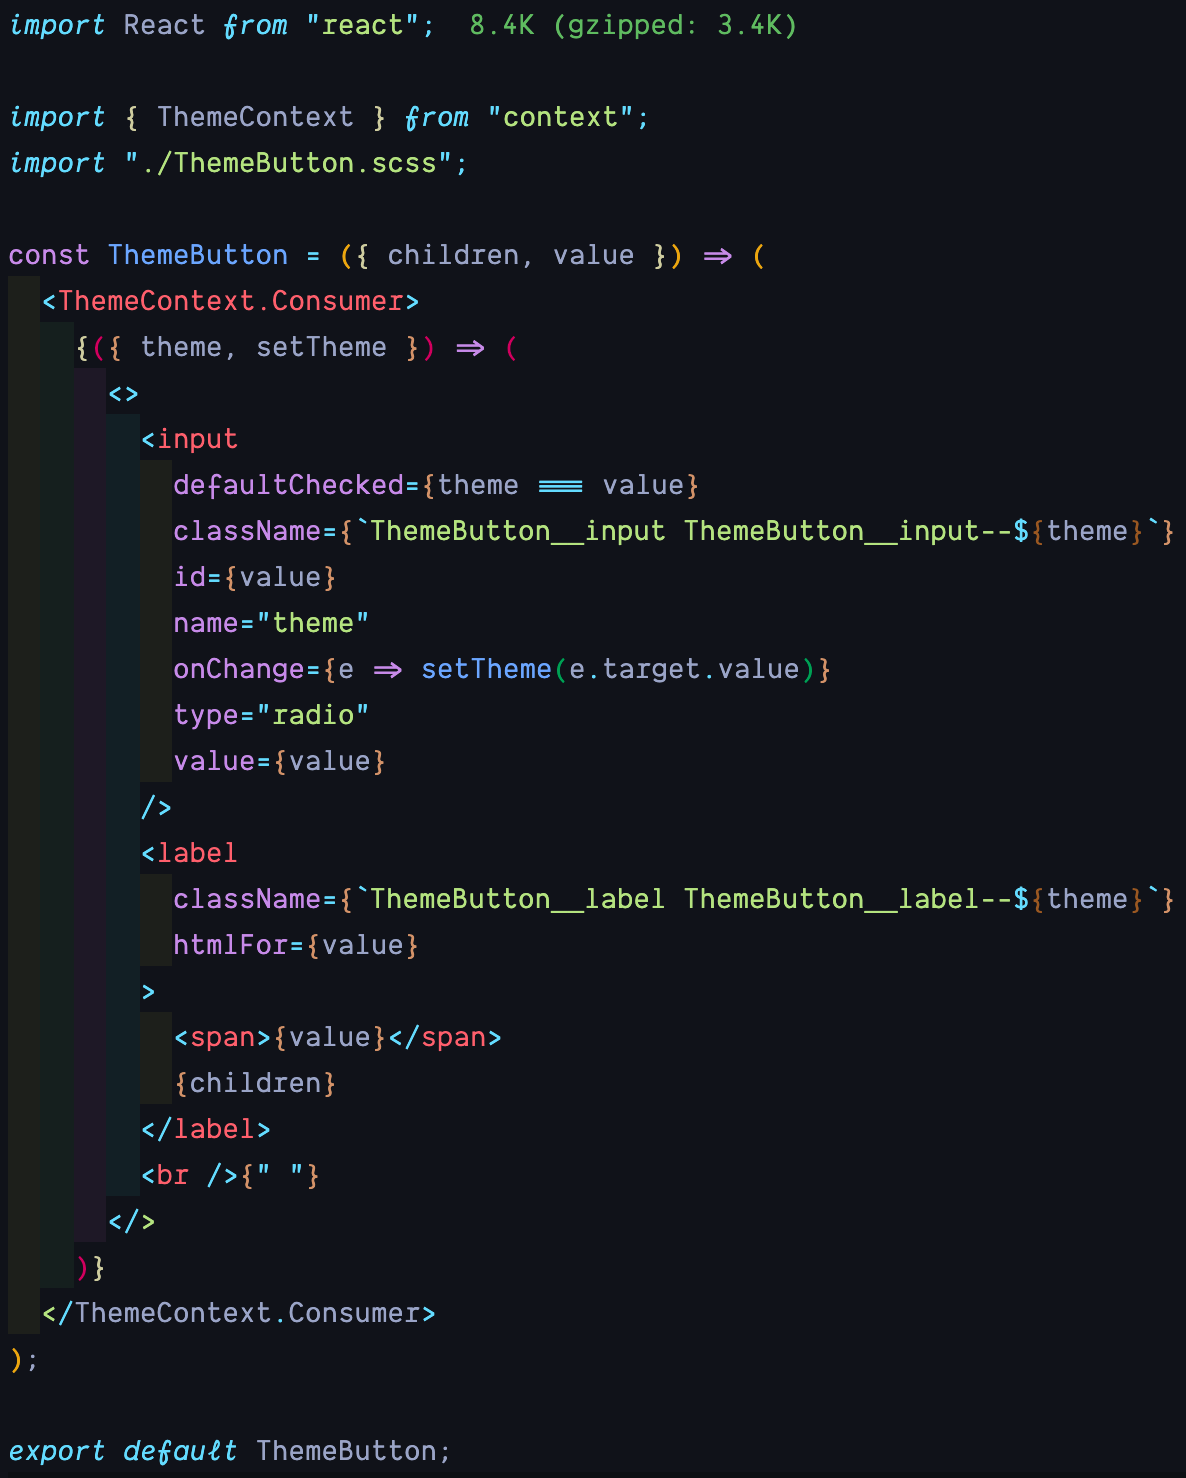 import React from "react";  8.4K (gzipped: 3.4K)

import { ThemeContext } from "context";
import "./ThemeButton.scss";

const ThemeButton = ({ children, value }) => (
  <ThemeContext.Consumer>
    {({ theme, setTheme }) => (
      <>
        <input
          defaultChecked={theme === value}
          className={`ThemeButton__input ThemeButton__input--${theme}`}
          id={value}
          name="theme"
          onChange={e => setTheme(e.target.value)}
          type="radio"
          value={value}
        />
        <label
          className={`ThemeButton__label ThemeButton__label--${theme}`}
          htmlFor={value}
        >
          <span>{value}</span>
          {children}
        </label>
        <br />{" "}
      </>
    )}
  </ThemeContext.Consumer>
);

export default ThemeButton;